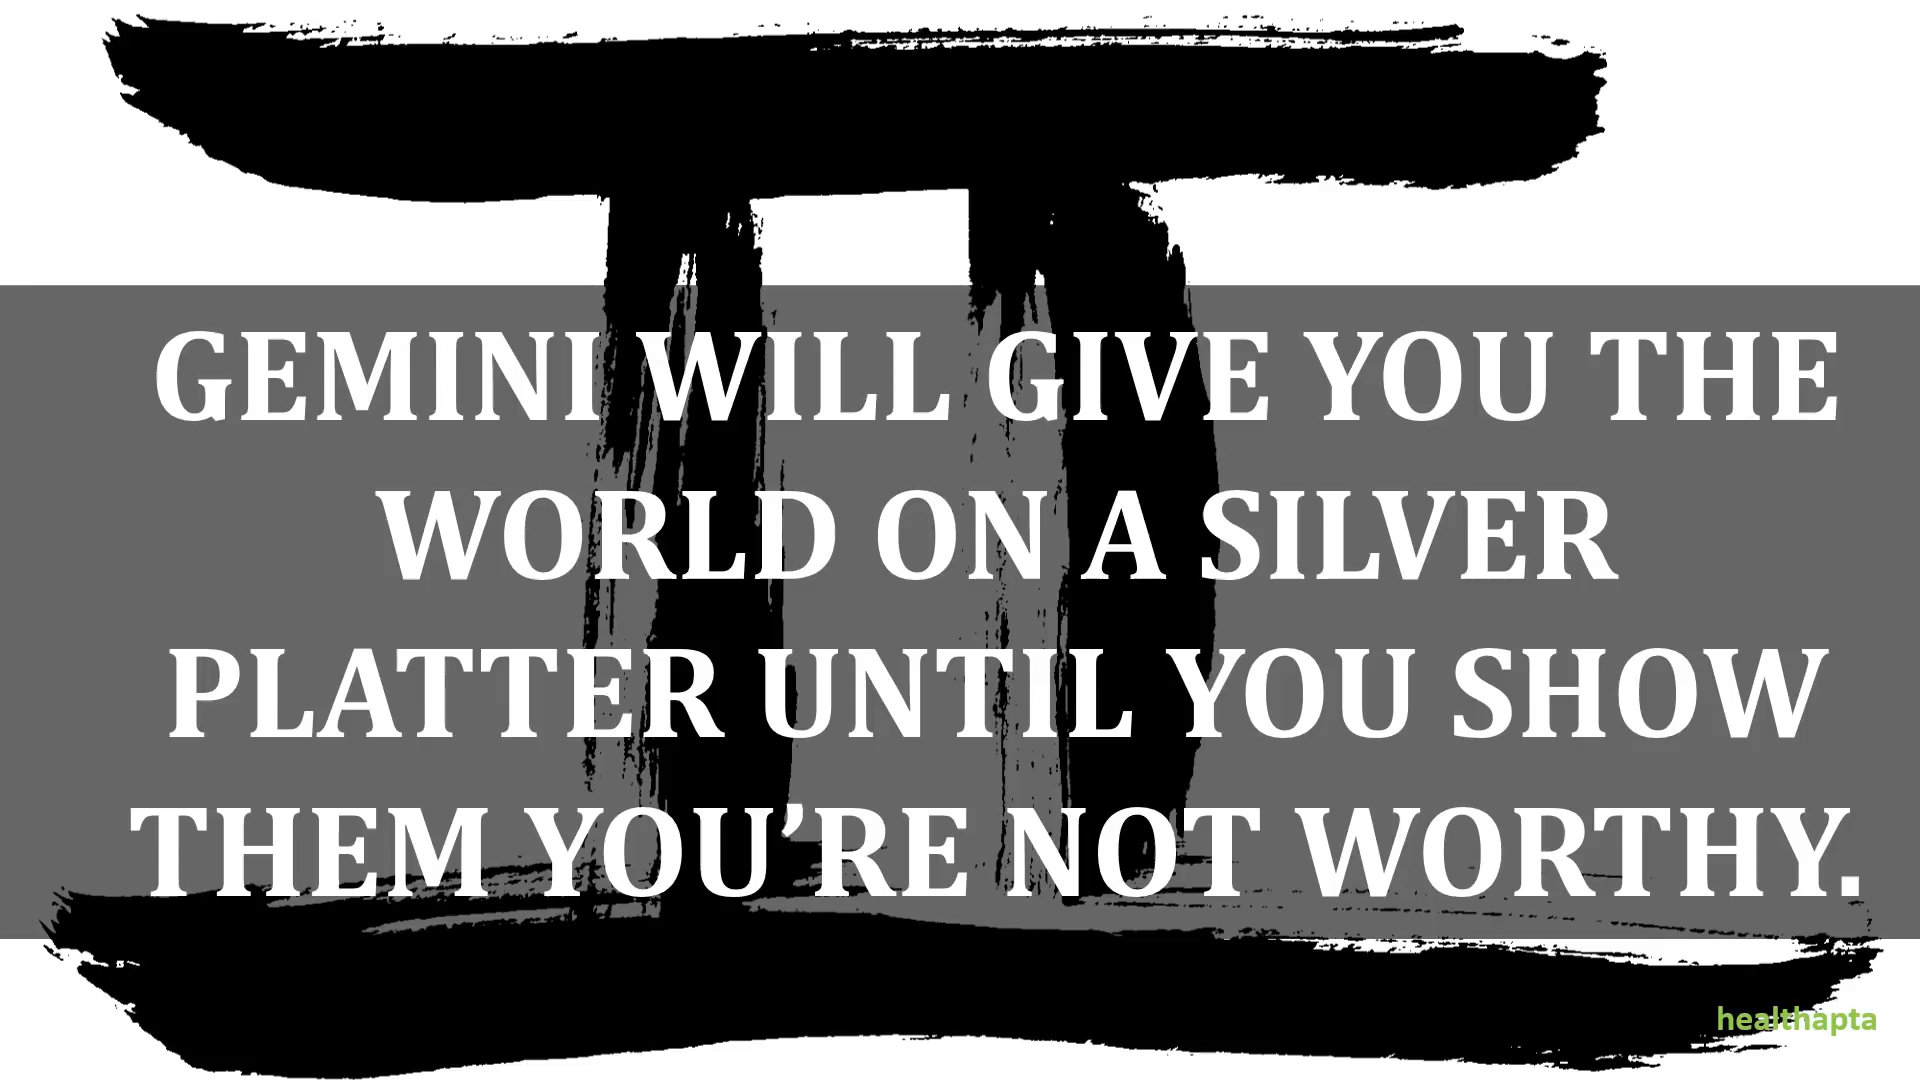 GEMINI WILL GIVE YOU THE
WORLD ON A SILVER
PLATTER UNTIL YOU SHOW
THEM YOU’RE NOT WORTHY.
healthapta